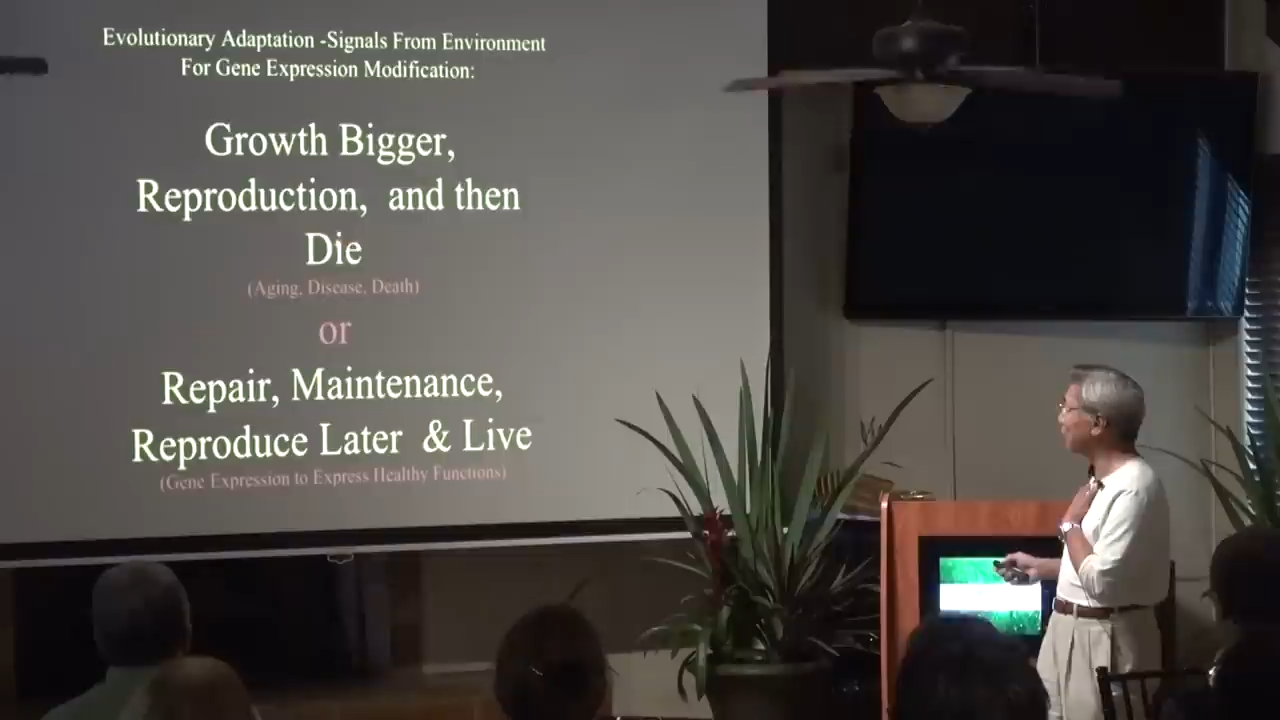 Evolutionary Adaptation -Signals From Environment
For Gene Expression Modification:
Growth Bigger,
Reproduction, and then
Die
(Aging, Disease, Death)
or
Repair, Maintenance,
Reproduce Later & Live
(Gene Expression to Express Healthy Functions)